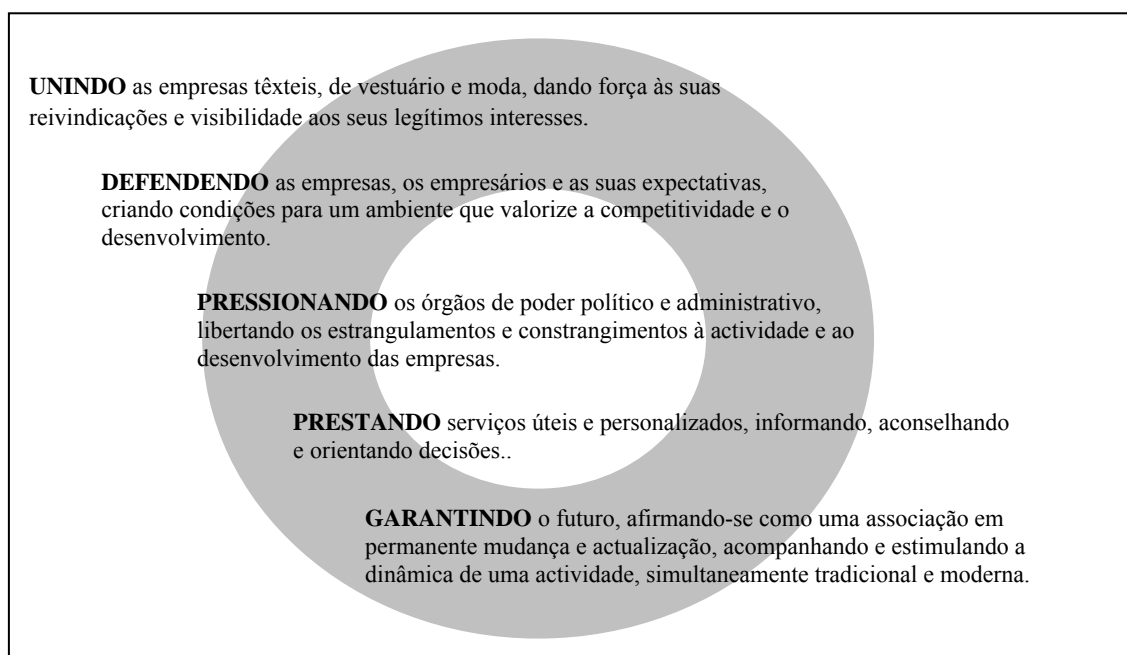 UNINDO as empresas têxteis, de vestuário e moda, dando força às suas
reivindicações e visibilidade aos seus legítimos interesses.
DEFENDENDO as empresas, os empresários e as suas expectativas,
criando condições para um ambiente que valorize a competitividade e o
desenvolvimento.
PRESSIONANDO os órgãos de poder político e administrativo,
libertando os estrangulamentos e constrangimentos à actividade e ao
desenvolvimento das empresas.
PRESTANDO serviços úteis e personalizados, informando, aconselhando
e orientando decisões..
GARANTINDO o futuro, afirmando-se como uma associação em
permanente mudança e actualização, acompanhando e estimulando a
dinâmica de uma actividade, simultaneamente tradicional e moderna.